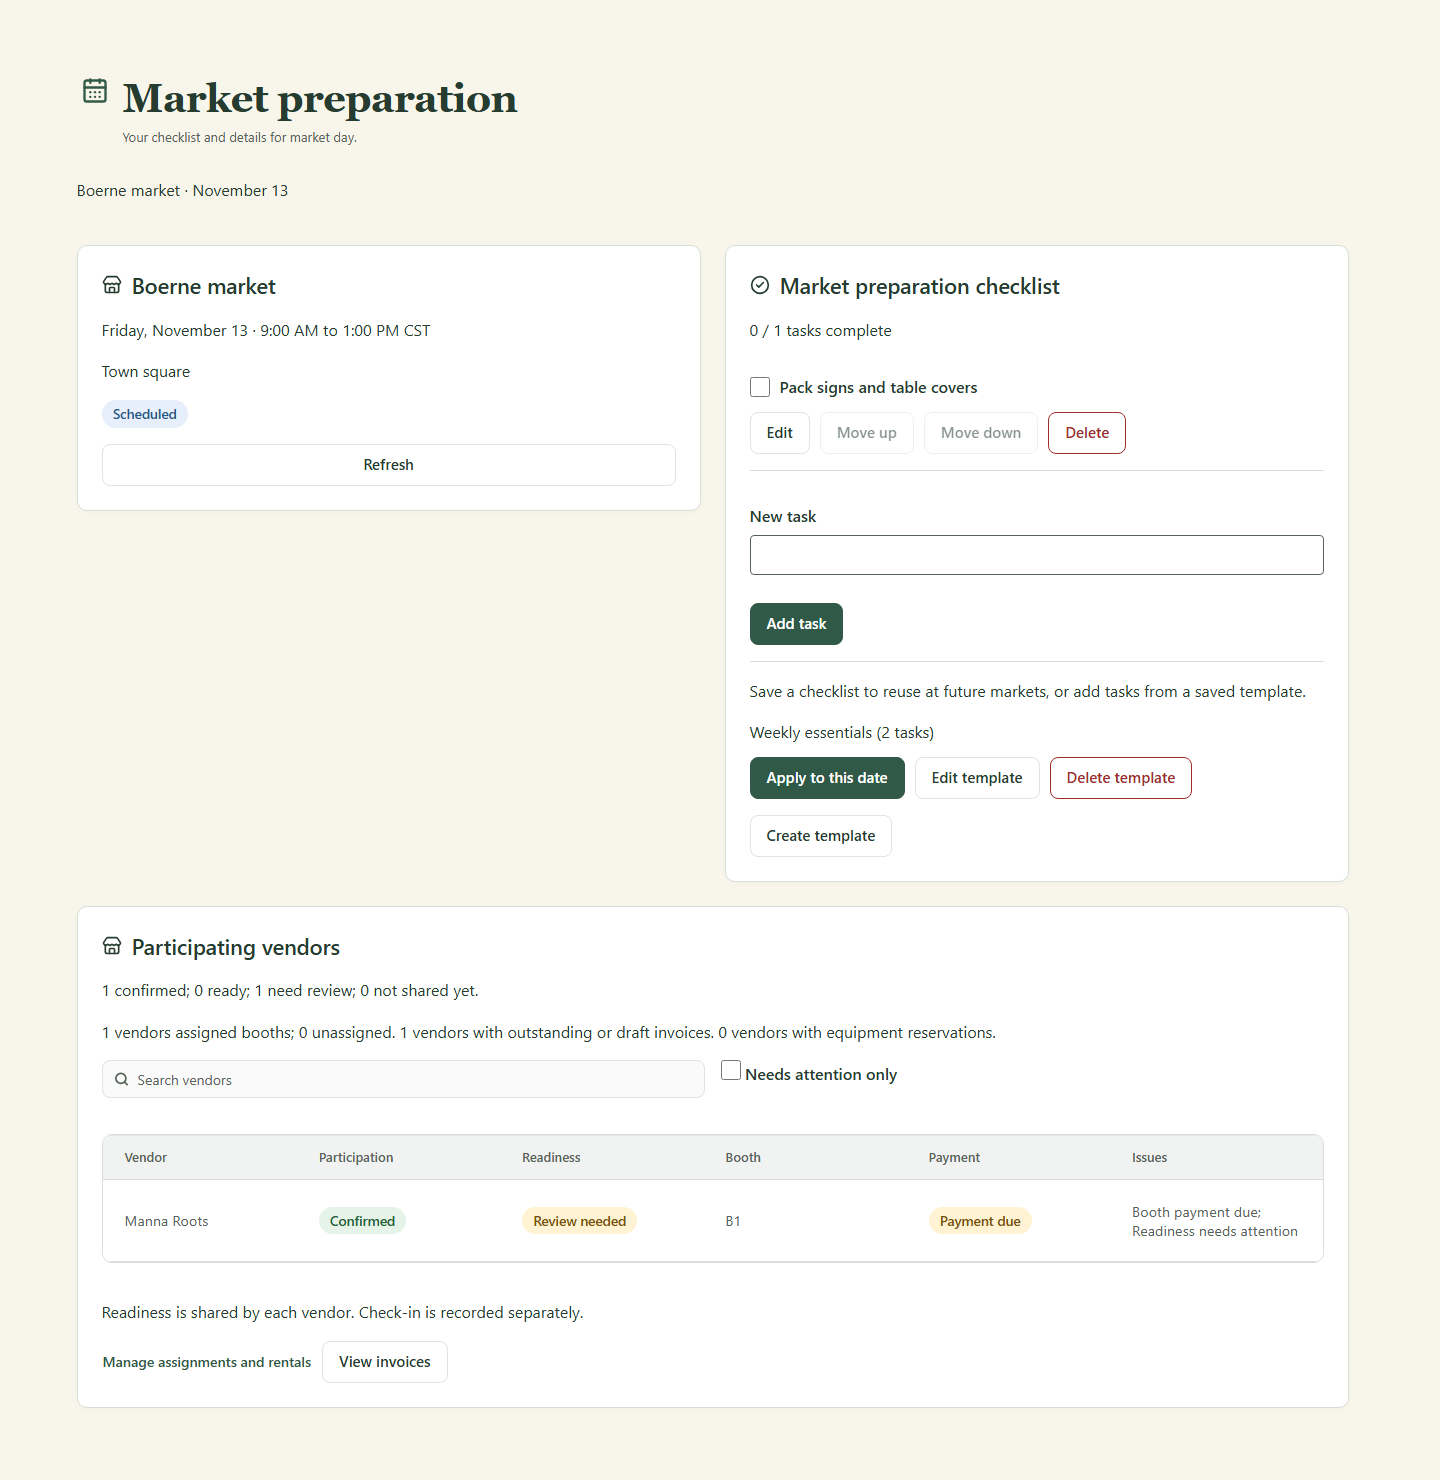 Market preparation
Your checklist and details for market day.
Boerne market · November 13
Boerne market
Friday, November 13 · 9:00 AM to 1:00 PM CST
Town square
Scheduled
Refresh
Market preparation checklist
0 / 1 tasks complete
Pack signs and table covers
Edit Move up Move down Delete
New task
Add task
Save a checklist to reuse at future markets, or add tasks from a saved template.
Weekly essentials (2 tasks)
Apply to this date Edit template Delete template
Create template
Participating vendors
1 confirmed; 0 ready; 1 need review; 0 not shared yet.
1 vendors assigned booths; 0 unassigned. 1 vendors with outstanding or draft invoices. 0 vendors with equipment reservations.
Search vendors Needs attention only
Vendor Participation Readiness Booth Payment Issues
Manna Roots Confirmed Review needed B1 Payment due Booth payment due;
Readiness needs attention
Readiness is shared by each vendor. Check-in is recorded separately.
Manage assignments and rentals View invoices